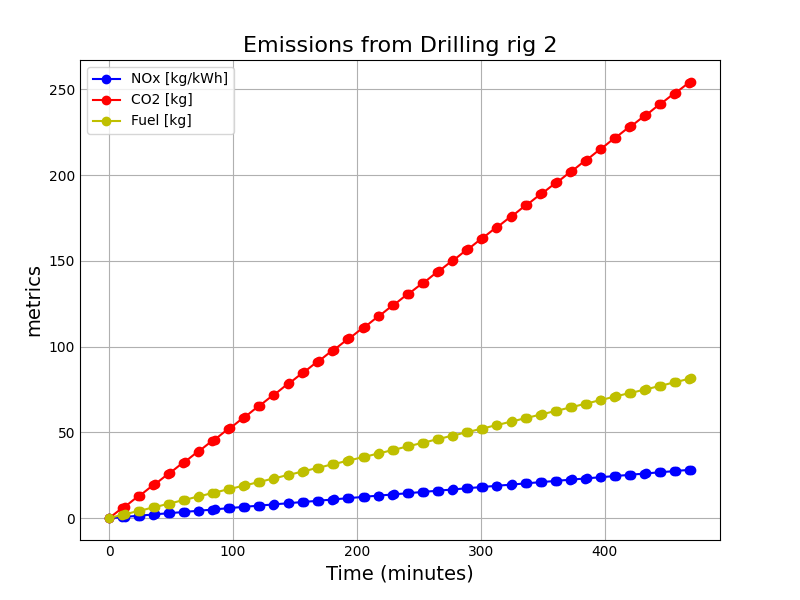 Emissions from Drilling rig 2
NOx [kg/kWh]
CO2 [kg]
Fuel [kg]
250
200
150
100
50
0
metrics
0 100 200 300 400
Time (minutes)